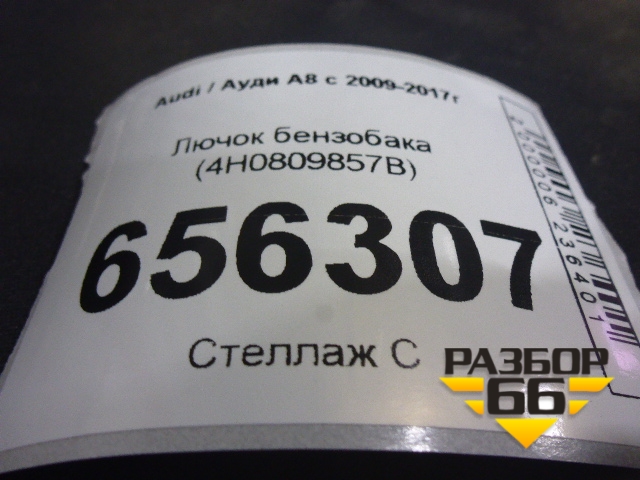 Audi / Ауди A8 с 2009-2017г
Лючок бензобака
(4H0809857B)
656307
Стеллаж С
2000006236401
РАЗБОР
66